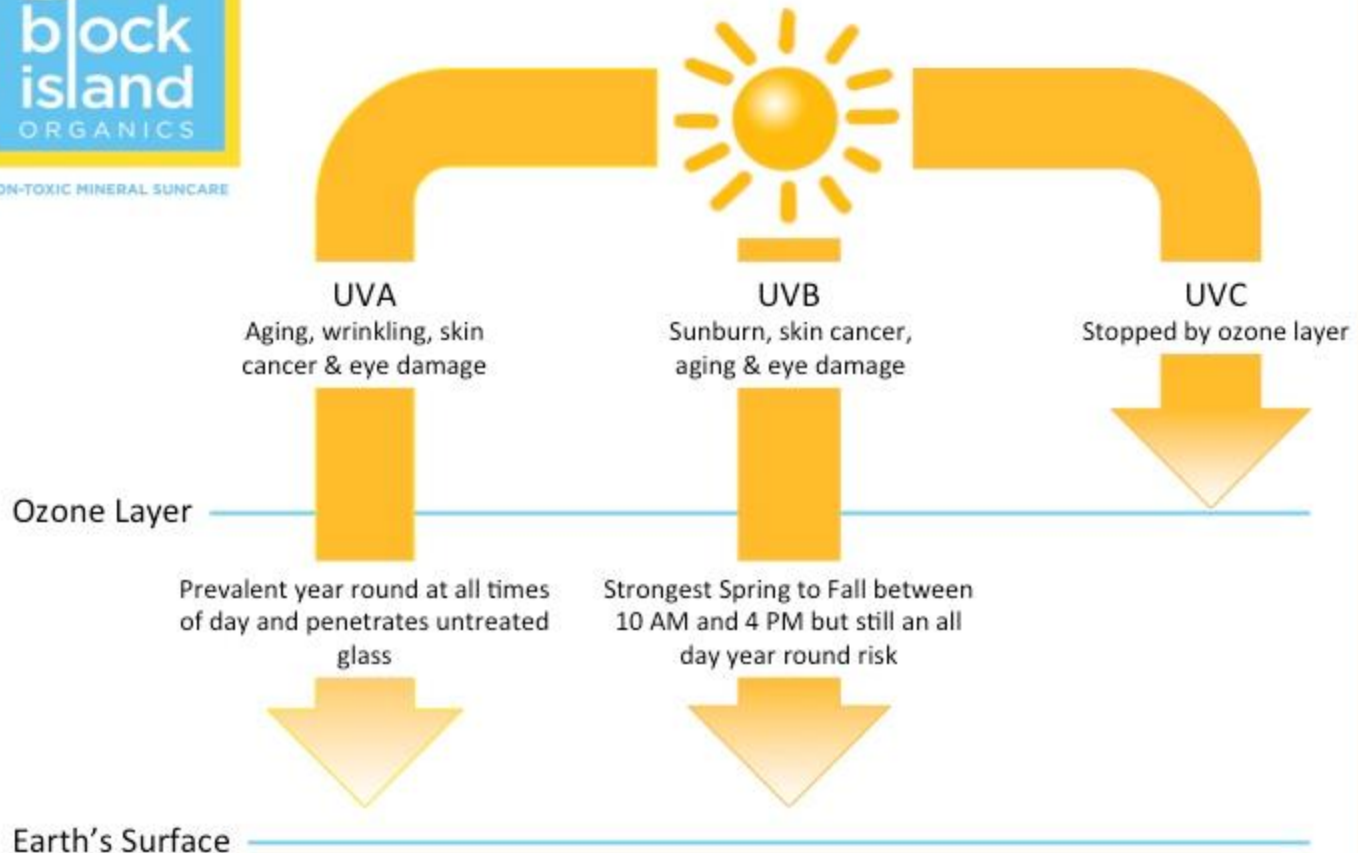 block
island
ORGANICS
ON-TOXIC MINERAL SUNCARE
UVA
Aging, wrinkling, skin
cancer & eye damage
UVB
Sunburn, skin cancer,
aging & eye damage
UVC
Stopped by ozone layer
Ozone Layer
Prevalent year round at all times
of day and penetrates untreated
glass
Strongest Spring to Fall between
10 AM and 4 PM but still an all
day year round risk
Earth's Surface